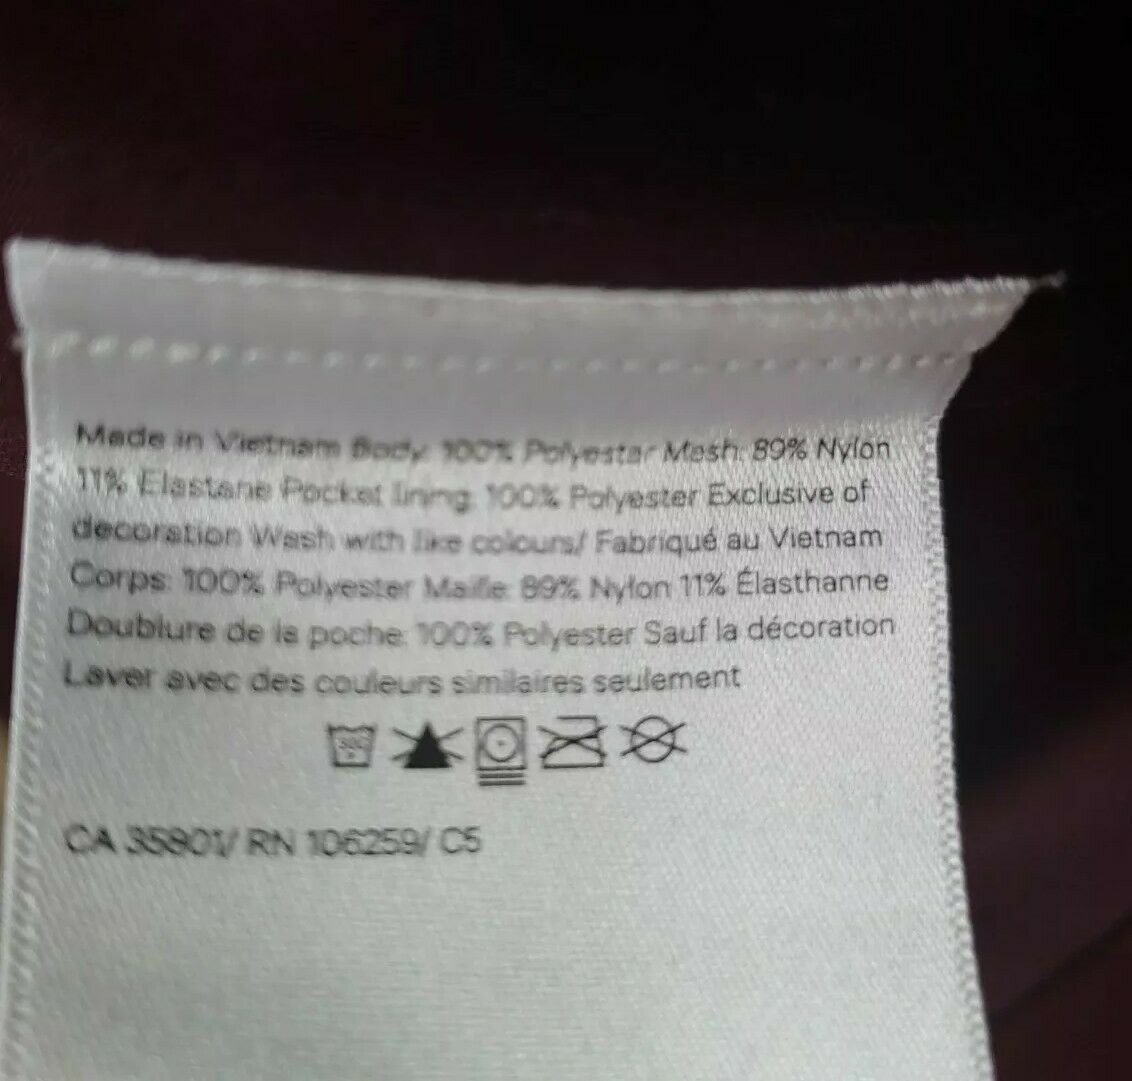 Made in Vietnam Body: 100% Polyester Mesh: 89% Nylon
11% Elastane Pocket lining: 100% Polyester Exclusive of
decoration Wash with like colours/ Fabriqué au Vietnam
Corps: 100% Polyester Maille: 89% Nylon 11% Élasthanne
Doublure de la poche: 100% Polyester Sauf la décoration
Laver avec des couleurs similaires seulement
30C
CA 35801/ RN 106259/ C5